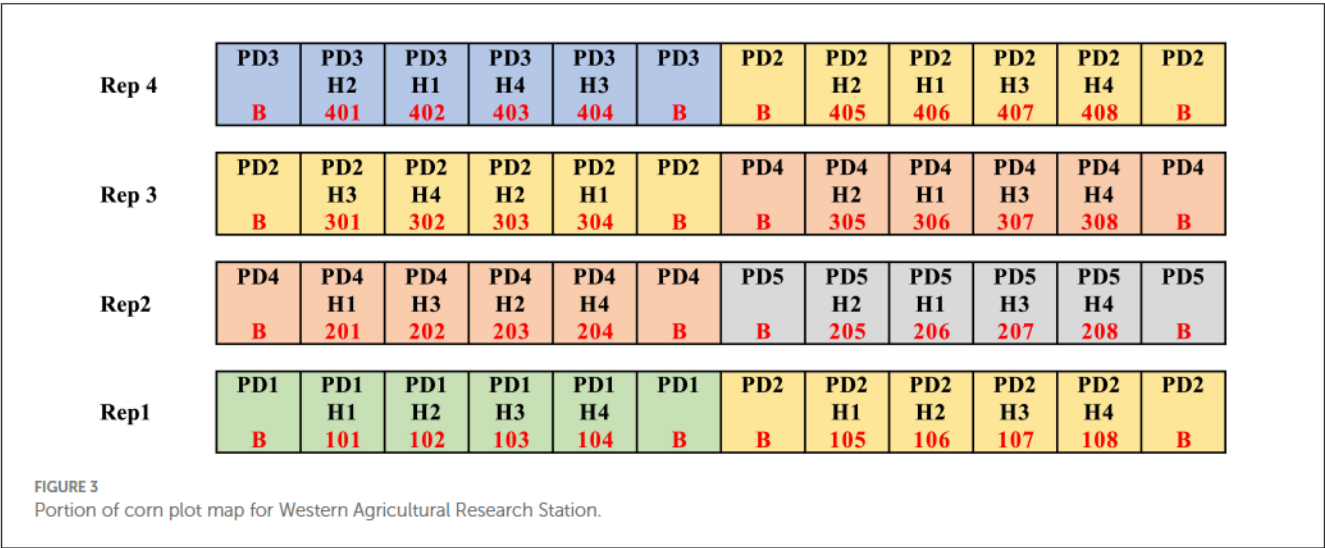 PD3 PD3 PD3 PD3 PD3 PD3 PD2 PD2 PD2 PD2 PD2 PD2
Rep 4 H2 H1 H4 H3 H2 H1 H3 H4
B 401 402 403 404 B B 405 406 407 408 B
PD2 PD2 PD2 PD2 PD2 PD2 PD4 PD4 PD4 PD4 PD4 PD4
Rep 3 H3 H4 H2 H1 H2 H1 H3 H4
B 301 302 303 304 B B 305 306 307 308 B
PD4 PD4 PD4 PD4 PD4 PD4 PD5 PD5 PD5 PD5 PD5 PD5
Rep2 H1 H3 H2 H4 H2 H1 H3 H4
B 201 202 203 204 B B 205 206 207 208 B
PD1 PD1 PD1 PD1 PD1 PD1 PD2 PD2 PD2 PD2 PD2 PD2
Rep1 H1 H2 H3 H4 H1 H2 H3 H4
B 101 102 103 104 B B 105 106 107 108 B
FIGURE 3
Portion of corn plot map for Western Agricultural Research Station.